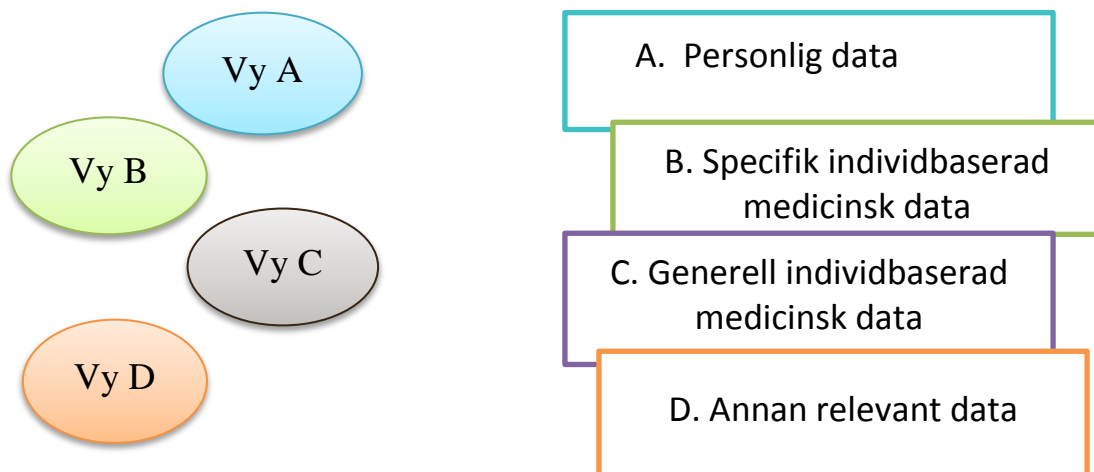 Vy A
Vy B
Vy C
Vy D
A. Personlig data
B. Specifik individbaserad
medicinsk data
C. Generell individbaserad
medicinsk data
D. Annan relevant data